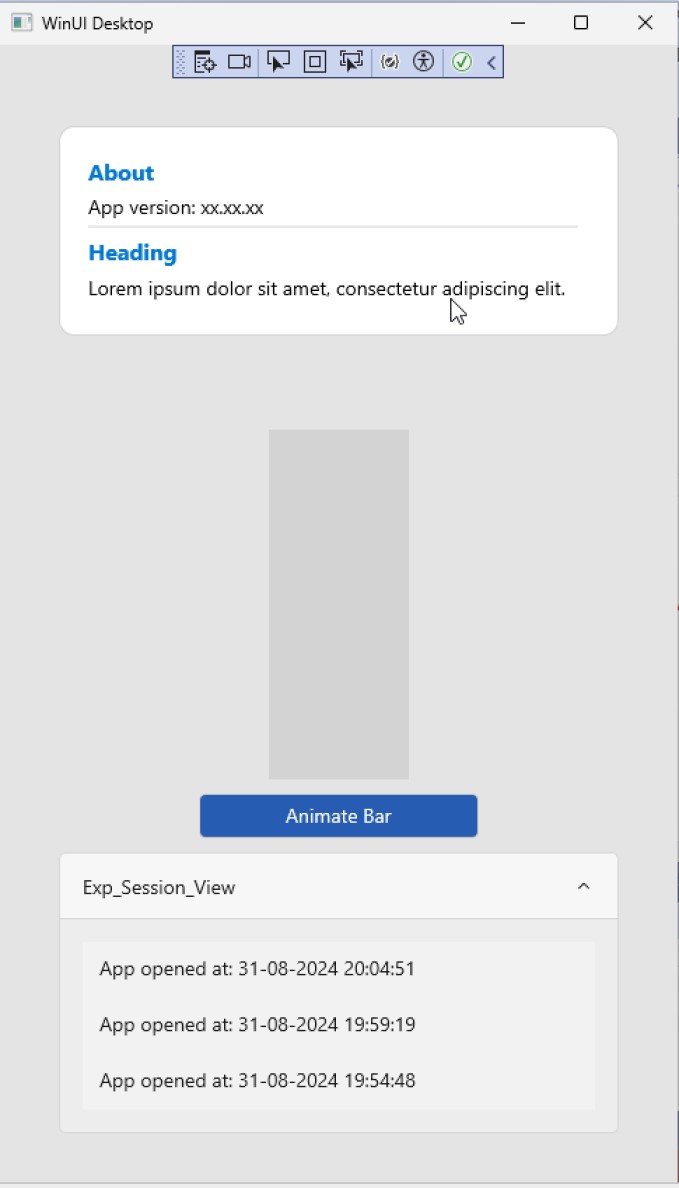 WinUI Desktop
About
App version: xx.xx.xx
Heading
Lorem ipsum dolor sit amet, consectetur adipiscing elit.
Animate Bar
Exp_Session_View
App opened at: 31-08-2024 20:04:51
App opened at: 31-08-2024 19:59:19
App opened at: 31-08-2024 19:54:48